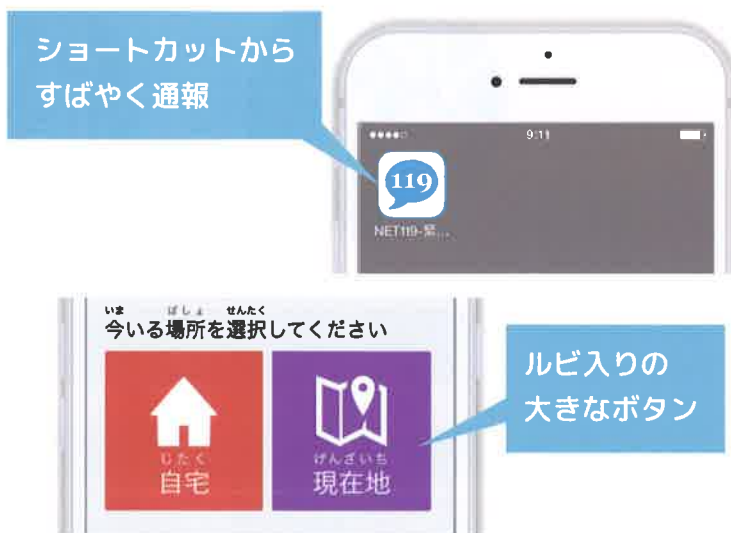 ショートカットから
すばやく通報
9:11
119
NET119-緊...
いま ばしょ せんたく
今いる場所を選択してください
じたく
自宅
げんざいち
現在地
ルビ入りの
大きなボタン